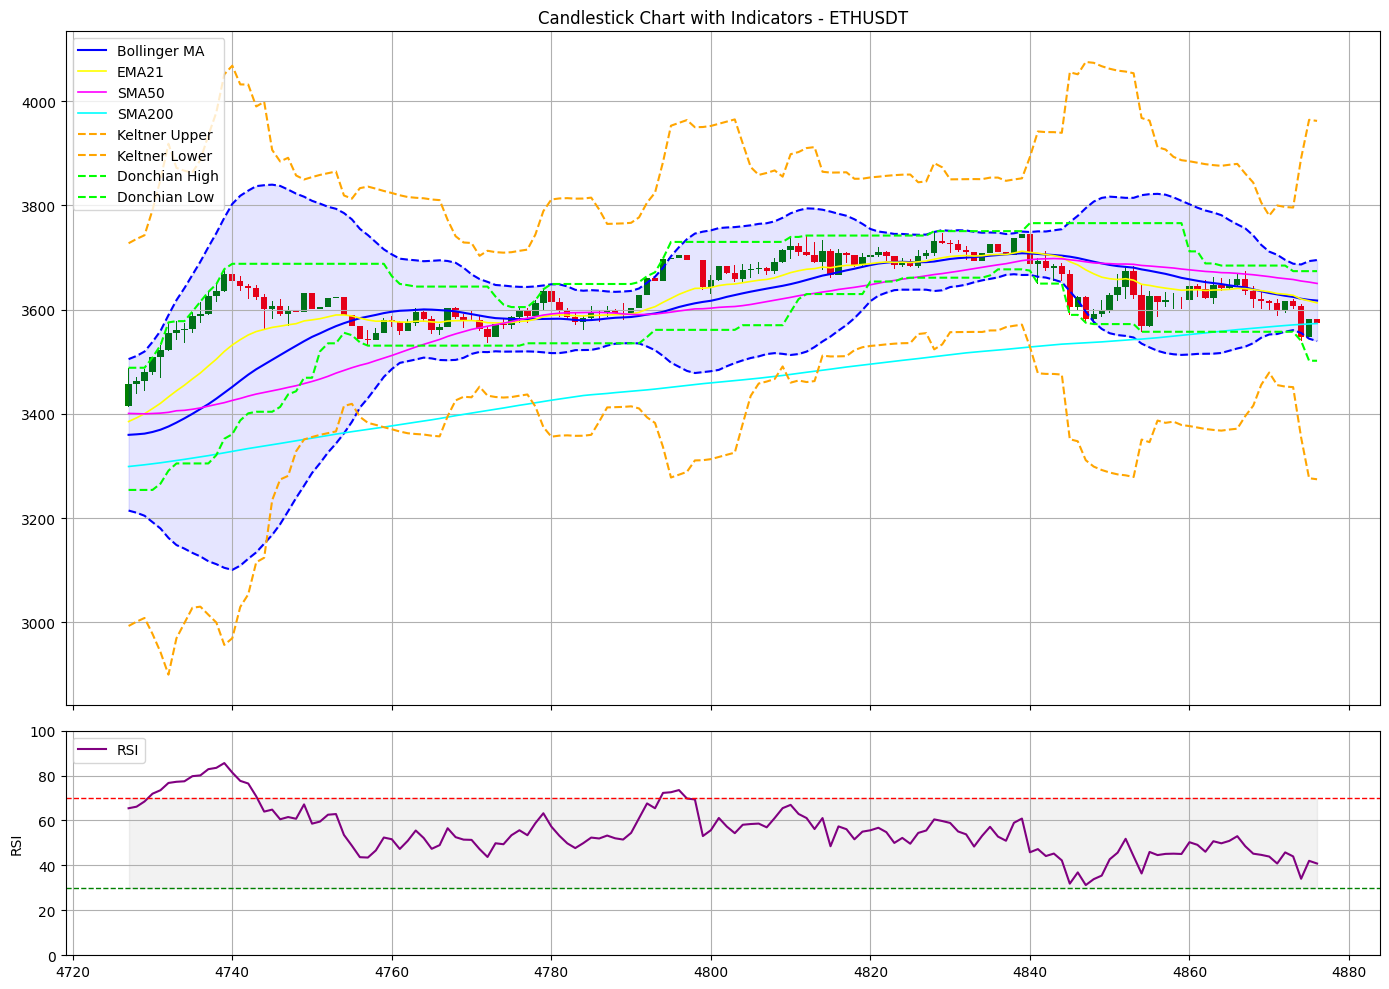 Candlestick Chart with Indicators - ETHUSDT
Bollinger MA
EMA21
SMA50
SMA200
Keltner Upper
Keltner Lower
Donchian High
Donchian Low
4000
3800
3600
3400
3200
3000
RSI
100
80
60
40
20
0
RSI
4720 4740 4760 4780 4800 4820 4840 4860 4880